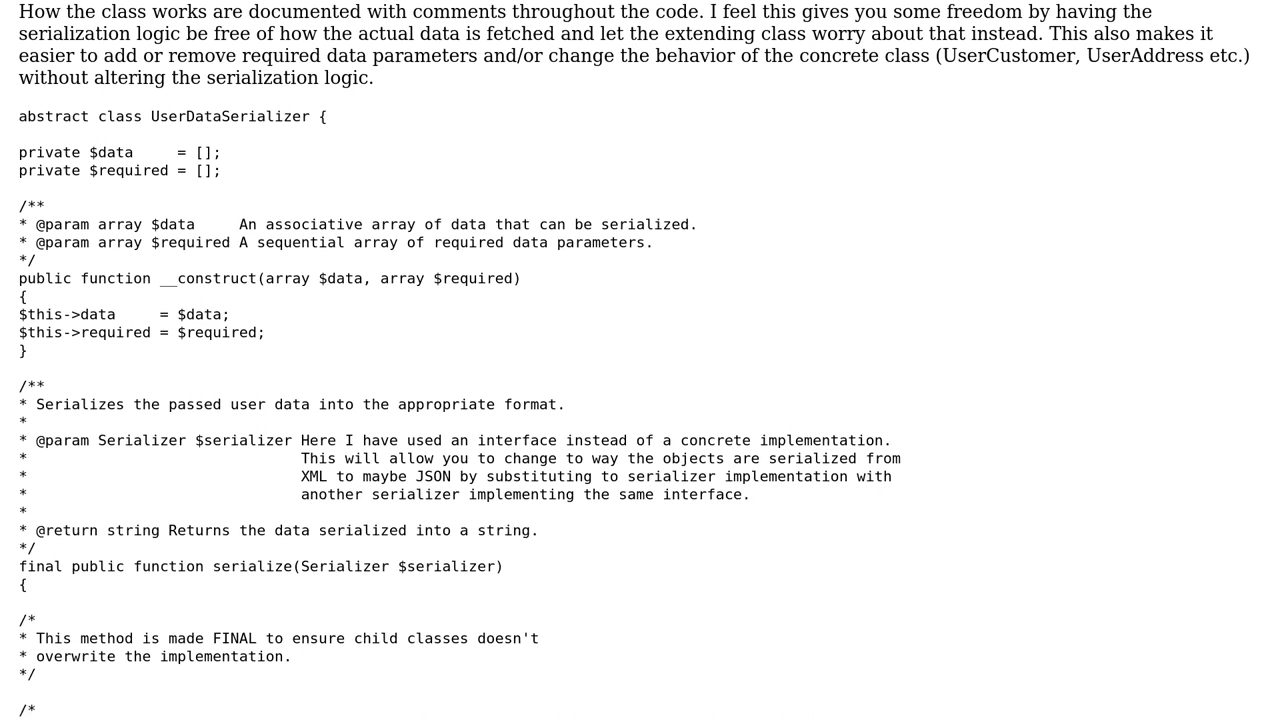 How the class works are documented with comments throughout the code. I feel this gives you some freedom by having the
serialization logic be free of how the actual data is fetched and let the extending class worry about that instead. This also makes it
easier to add or remove required data parameters and/or change the behavior of the concrete class (UserCustomer, UserAddress etc.)
without altering the serialization logic.
abstract class UserDataSerializer {
private $data     = [];
private $required = [];
/**
* @param array $data     An associative array of data that can be serialized.
* @param array $required A sequential array of required data parameters.
*/
public function __construct(array $data, array $required)
{
$this->data     = $data;
$this->required = $required;
}
/**
* Serializes the passed user data into the appropriate format.
*
* @param Serializer $serializer Here I have used an interface instead of a concrete implementation.
*                               This will allow you to change to way the objects are serialized from
*                               XML to maybe JSON by substituting to serializer implementation with
*                               another serializer implementing the same interface.
*
* @return string Returns the data serialized into a string.
*/
final public function serialize(Serializer $serializer)
{
/*
* This method is made FINAL to ensure child classes doesn't
* overwrite the implementation.
*/
/*